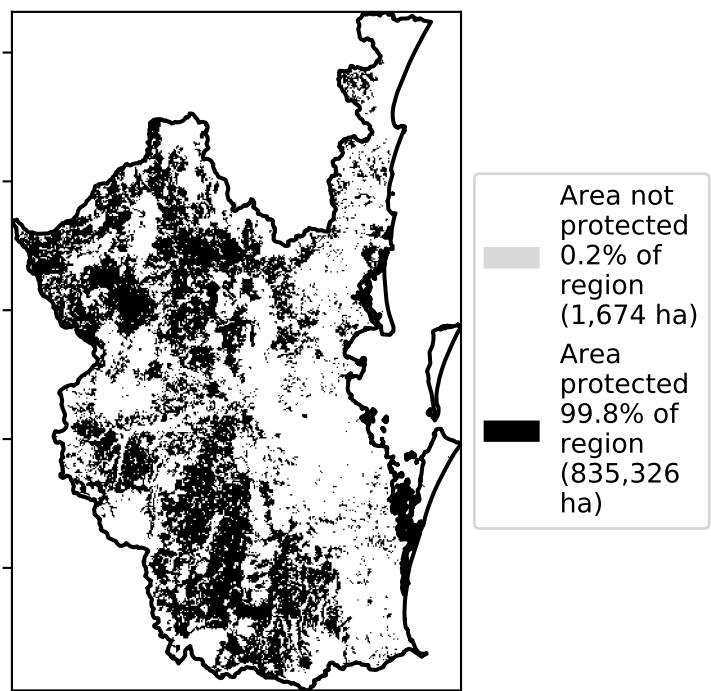 Area not
protected
0.2% of
region
(1,674 ha)
Area
protected
99.8% of
region
(835,326
ha)